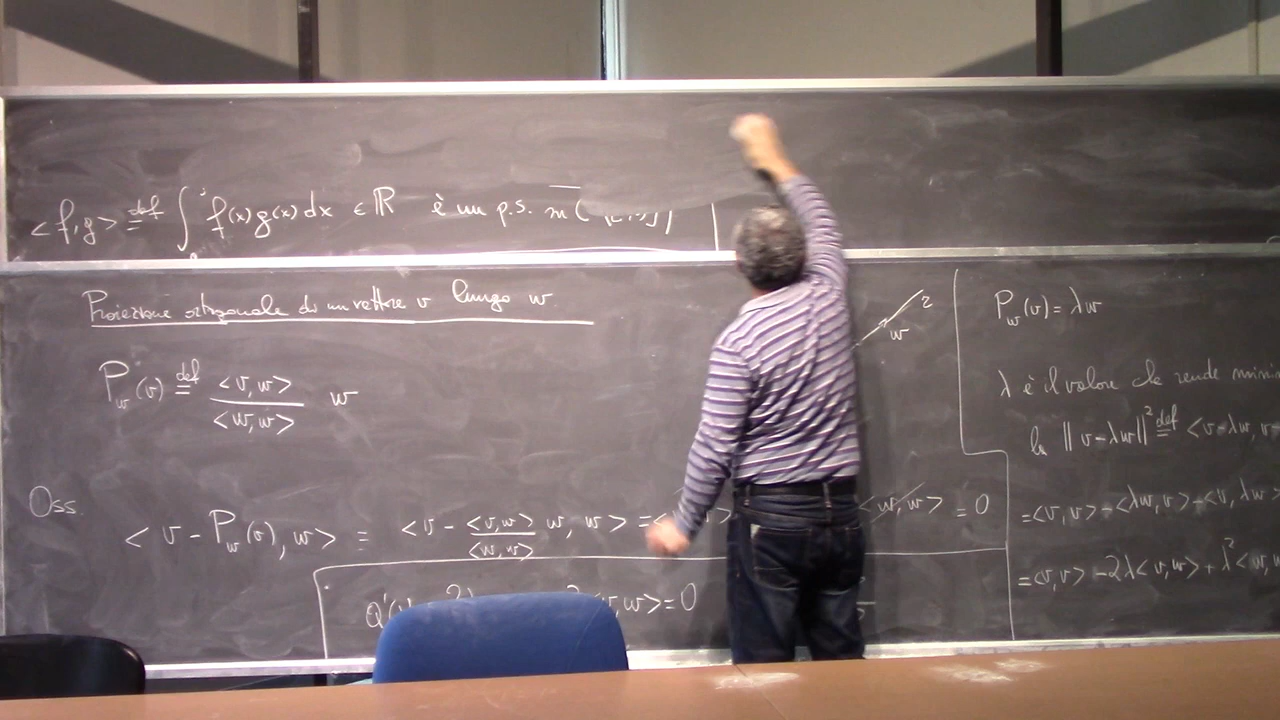 <f,g> def= ∫ f(x)g(x)dx ∈ ℝ è un p.s. in C
Proiezione ortogonale di un vettore v lungo w
P_w(v) def= <v,w>/<w,w> w
Oss.
<v - P_w(v), w> = <v - <v,w>/<w,w> w, w> = <w,w> = 0
Q'( ,w>=0
r
w
P_w(v) = λw
λ è il valore che rende minim
la ‖v-λw‖² def= <v-λw, v-
=<v,v>-<λw,v>-<v,λw>
=<v,v>-2λ<v,w>+λ²<w,w